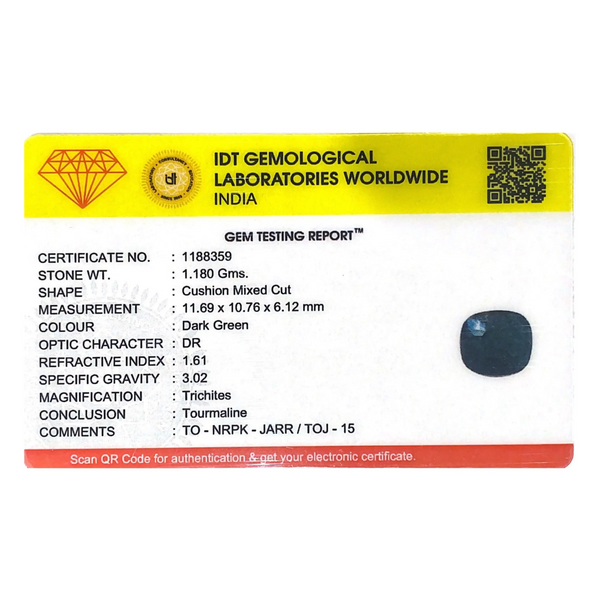 IDT GEMOLOGICAL
LABORATORIES WORLDWIDE
INDIA
idt
GEM TESTING REPORT™
CERTIFICATE NO. : 1188359
STONE WT. : 1.180 Gms.
SHAPE : Cushion Mixed Cut
MEASUREMENT : 11.69 x 10.76 x 6.12 mm
COLOUR : Dark Green
OPTIC CHARACTER : DR
REFRACTIVE INDEX : 1.61
SPECIFIC GRAVITY : 3.02
MAGNIFICATION : Trichites
CONCLUSION : Tourmaline
COMMENTS : TO - NRPK - JARR / TOJ - 15
Scan QR Code for authentication & get your electronic certificate.